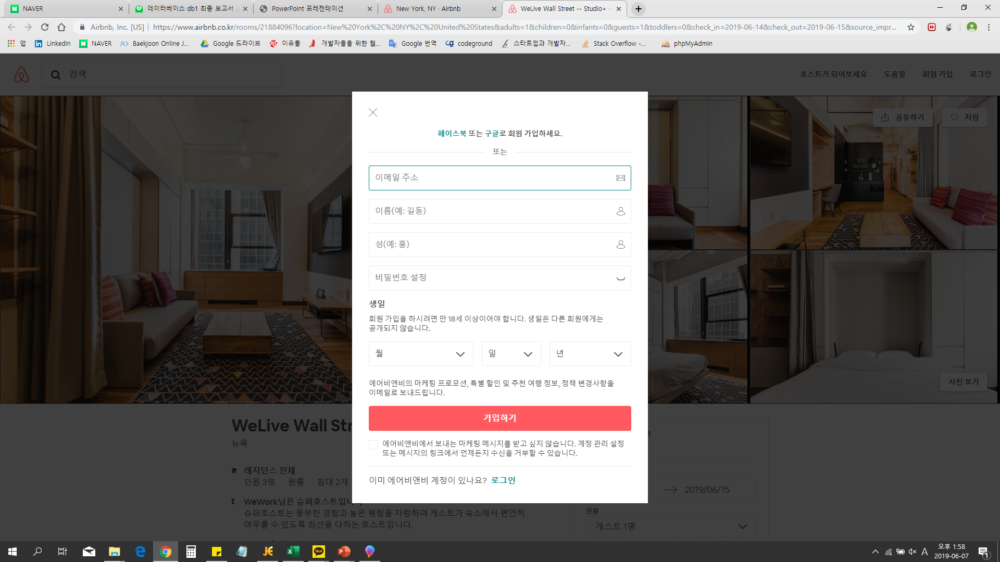 NAVER
데이터베이스 db1 최종 보고서
PowerPoint 프레젠테이션
New York, NY · Airbnb
WeLive Wall Street -- Studio+ -
Airbnb, Inc. [US]
https://www.airbnb.co.kr/rooms/21884096?location=New%20York%2C%20NY%2C%20United%20States&adults=1&children=0&infants=0&guests=1&toddlers=0&check_in=2019-06-14&check_out=2019-06-15&source_impr...
앱
LinkedIn
NAVER
Baekjoon Online J...
Google 드라이브
이유몰
개발자들을 위한 웹...
Google 번역
codeground
스타트업과 개발자...
Stack Overflow -...
phpMyAdmin
검색
호스트가 되어보세요
도움말
회원 가입
로그인
공유하기
저장
페이스북 또는 구글로 회원 가입하세요.
또는
이메일 주소
이름(예: 길동)
성(예: 홍)
비밀번호 설정
생일
회원 가입을 하시려면 만 18세 이상이어야 합니다. 생일은 다른 회원에게는
공개되지 않습니다.
월
일
년
에어비앤비의 마케팅 프로모션, 특별 할인 및 추천 여행 정보, 정책 변경사항을
이메일로 보내드립니다.
사진 보기
가입하기
에어비앤비에서 보내는 마케팅 메시지를 받고 싶지 않습니다. 계정 관리 설정
또는 메시지의 링크에서 언제든지 수신을 거부할 수 있습니다.
이미 에어비앤비 계정이 있나요? 로그인
WeLive Wall Str
뉴욕
레지던스 전체
인원 3명
원룸
침대 2개
WeWork님은 슈퍼호스트입니
슈퍼호스트는 풍부한 경험과 높은 평점을 자랑하며 게스트가 숙소에서 편안히
머무를 수 있도록 최선을 다하는 호스트입니다.
2019/06/15
인원
게스트 1명
TALK
A
오후 1:58
2019-06-07
1